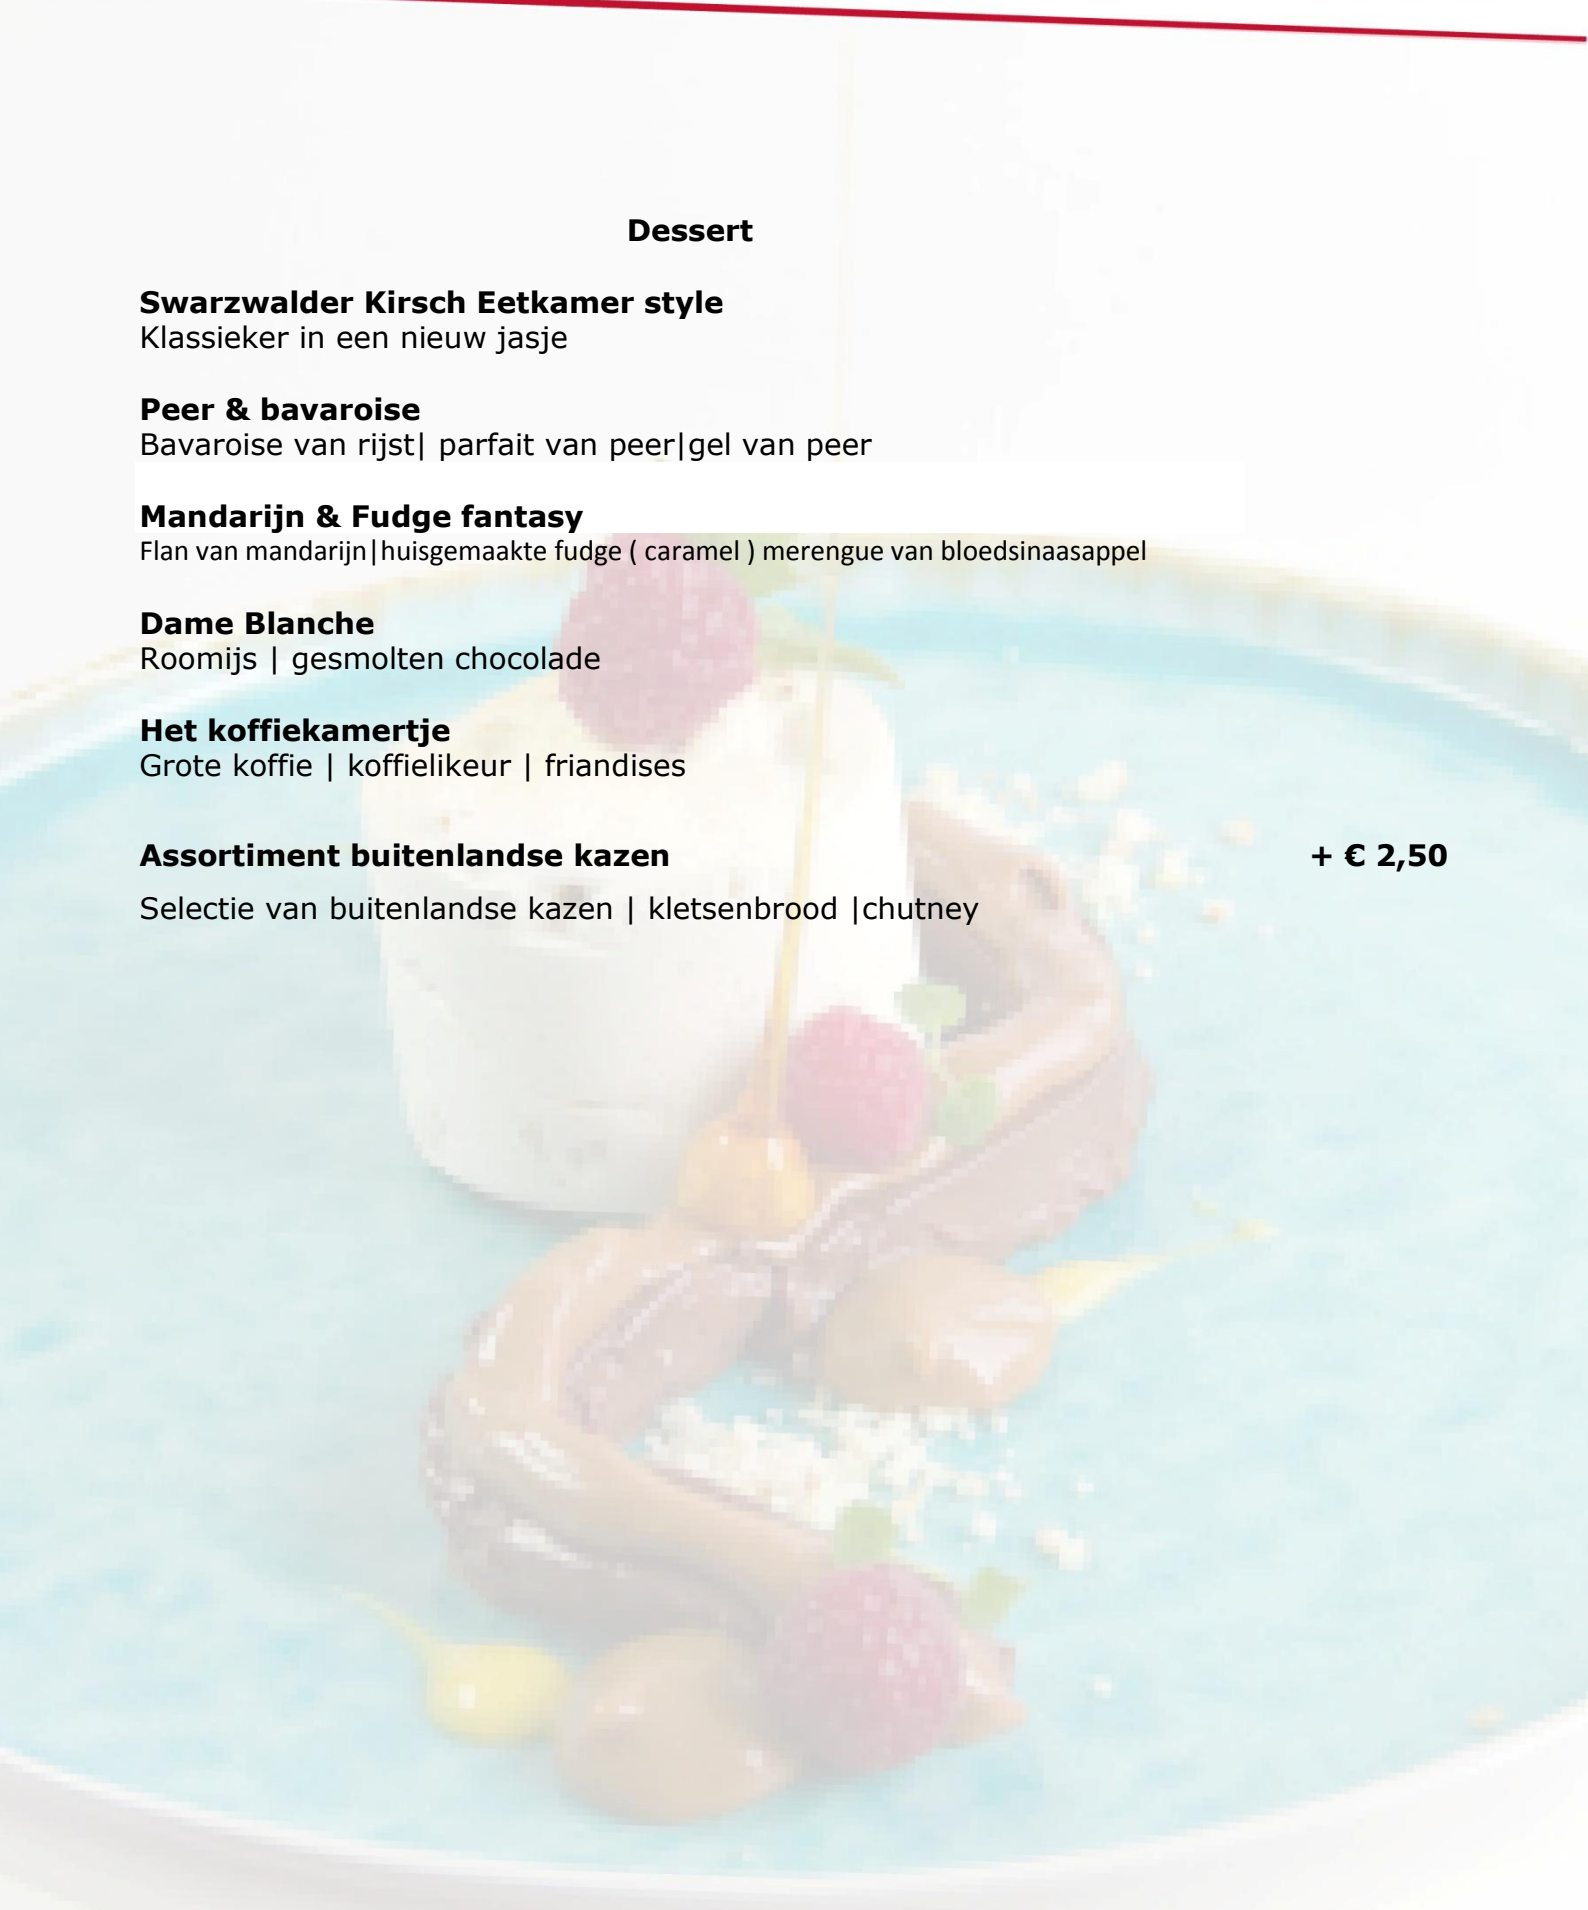 Dessert
Swarzwalder Kirsch Eetkamer style
Klassieker in een nieuw jasje
Peer & bavaroise
Bavaroise van rijst| parfait van peer|gel van peer
Mandarijn & Fudge fantasy
Flan van mandarijn|huisgemaakte fudge ( caramel ) merengue van bloedsinaasappel
Dame Blanche
Roomijs | gesmolten chocolade
Het koffiekamertje
Grote koffie | koffielikeur | friandises
Assortiment buitenlandse kazen + € 2,50
Selectie van buitenlandse kazen | kletsenbrood |chutney